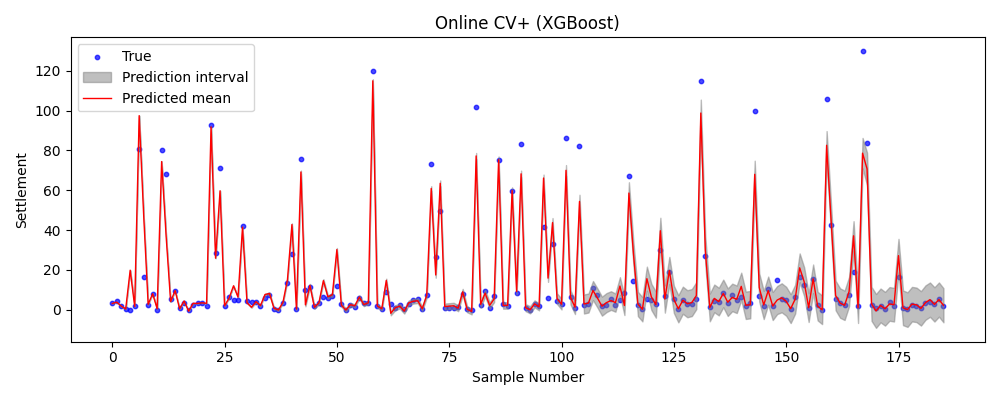 Online CV+ (XGBoost)
True
Prediction interval
Predicted mean
Settlement
120
100
80
60
40
20
0
0 25 50 75 100 125 150 175
Sample Number